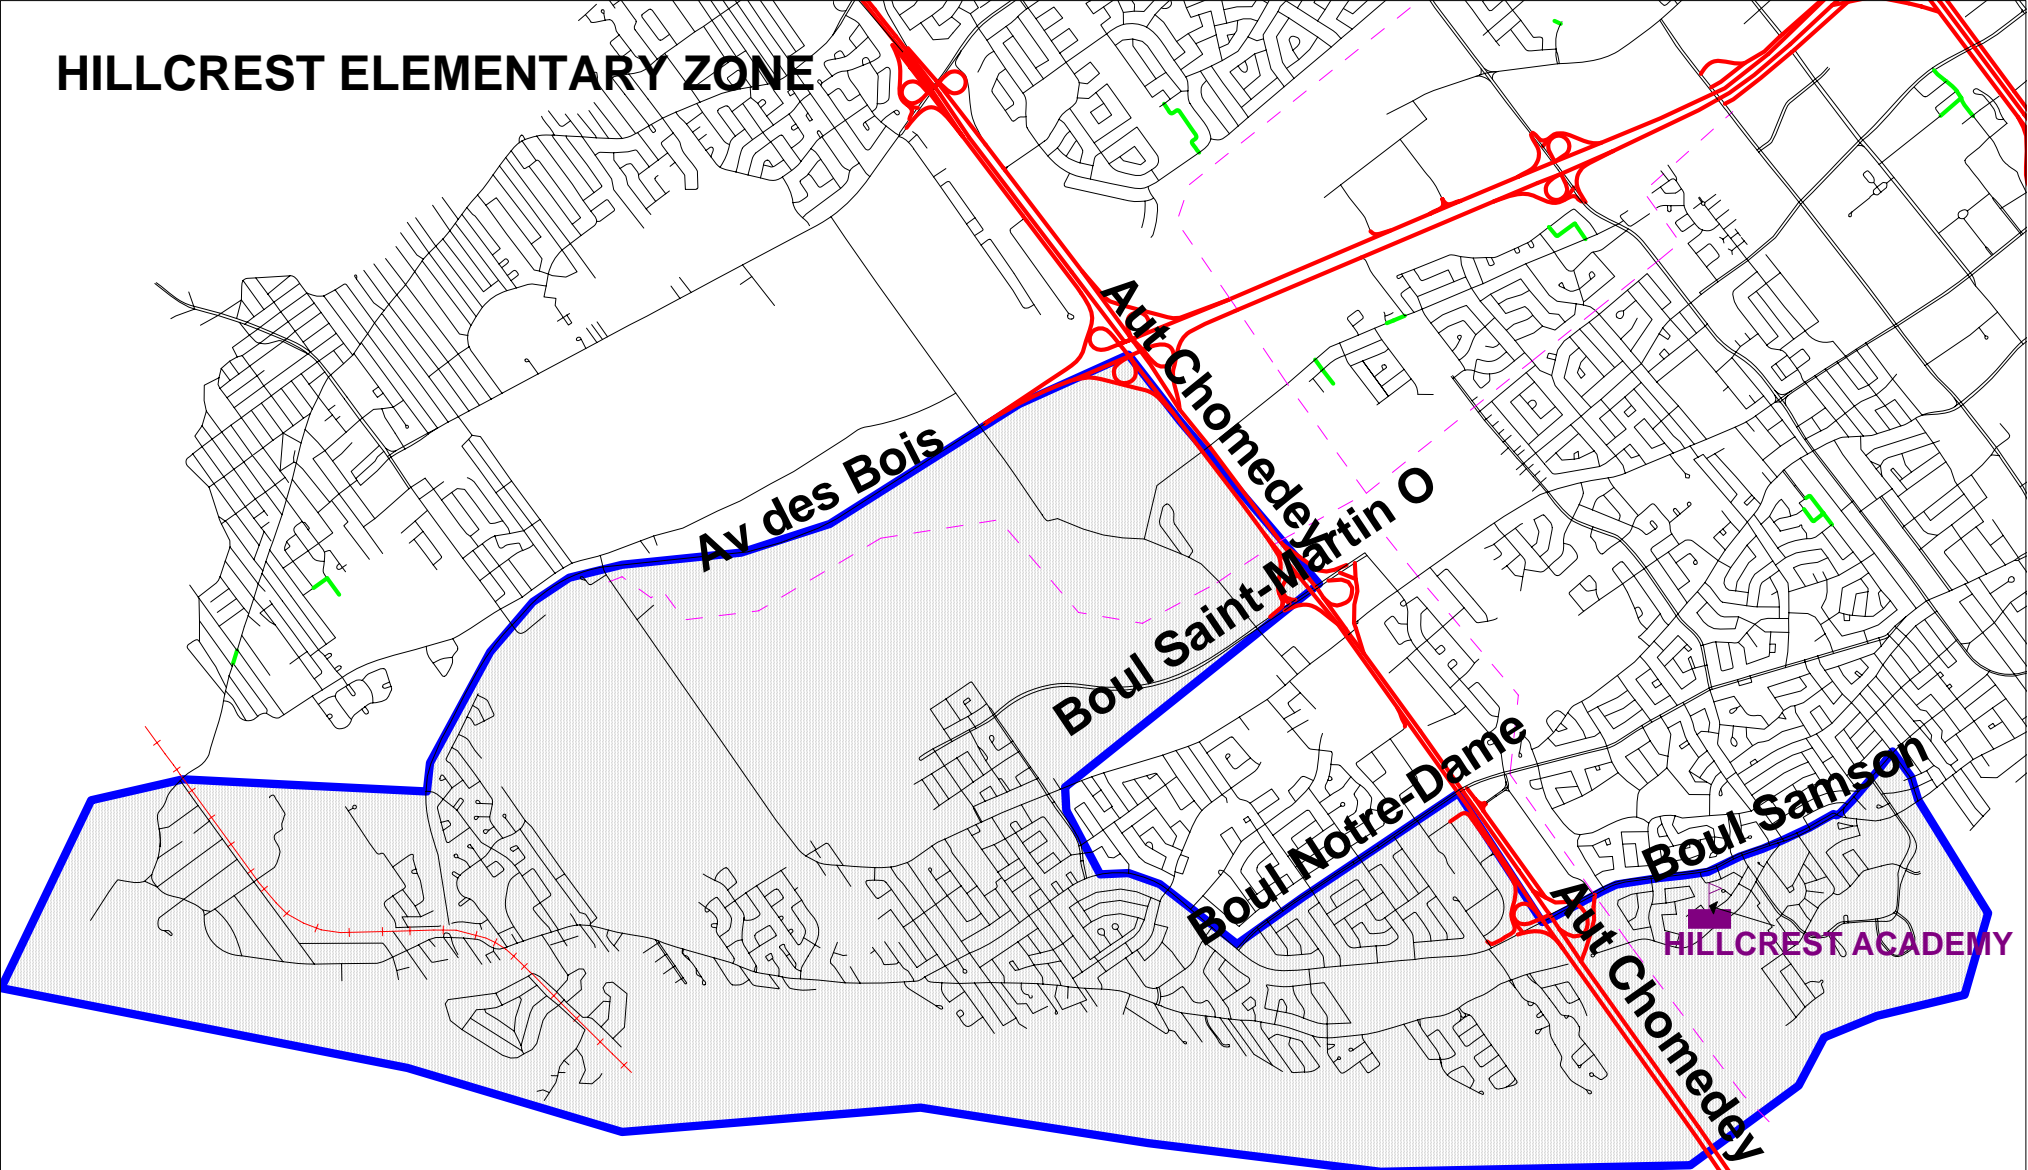 HILLCREST ELEMENTARY ZONE
Aut Chomedey
Av des Bois
Boul Saint-Martin O
Boul Notre-Dame
Boul Samson
HILLCREST ACADEMY
Aut Chomedey